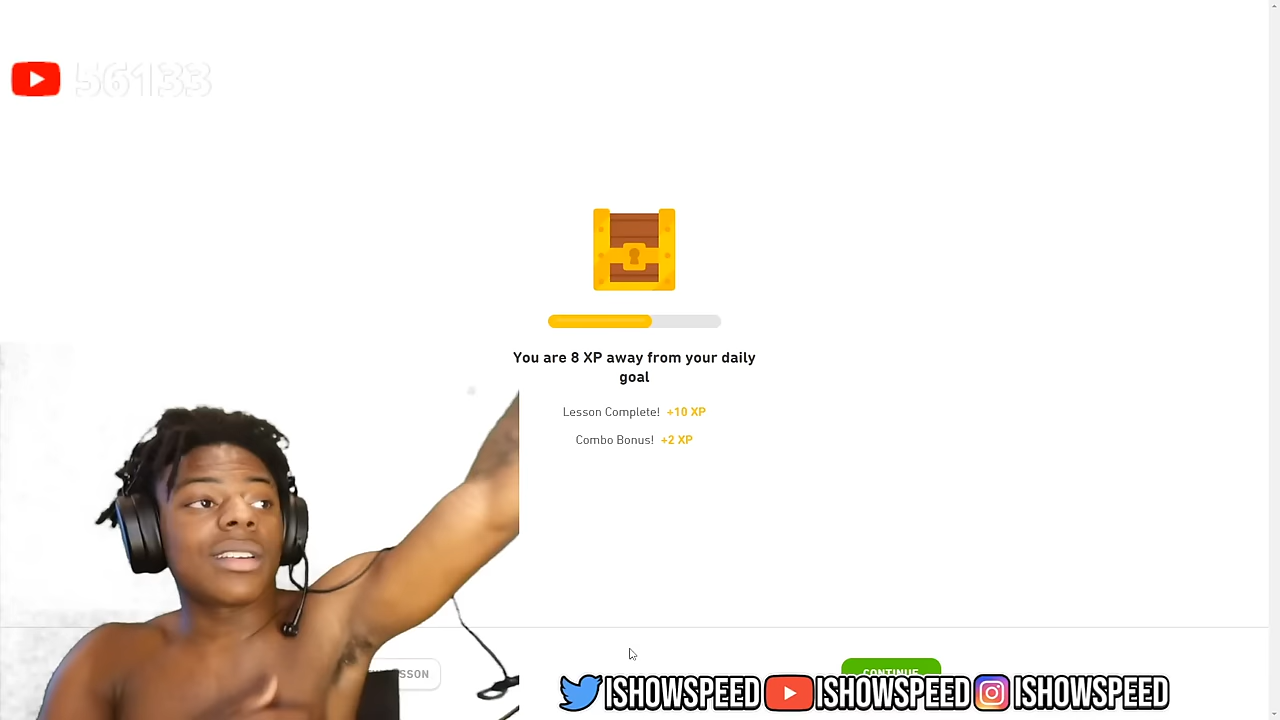 56133
You are 8 XP away from your daily
goal
Lesson Complete! +10 XP
Combo Bonus! +2 XP
CONTINUE
ISHOWSPEED ISHOWSPEED ISHOWSPEED